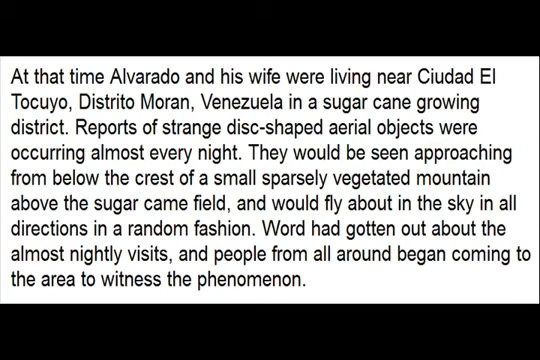 At that time Alvarado and his wife were living near Ciudad El
Tocuyo, Distrito Moran, Venezuela in a sugar cane growing
district. Reports of strange disc-shaped aerial objects were
occurring almost every night. They would be seen approaching
from below the crest of a small sparsely vegetated mountain
above the sugar came field, and would fly about in the sky in all
directions in a random fashion. Word had gotten out about the
almost nightly visits, and people from all around began coming to
the area to witness the phenomenon.